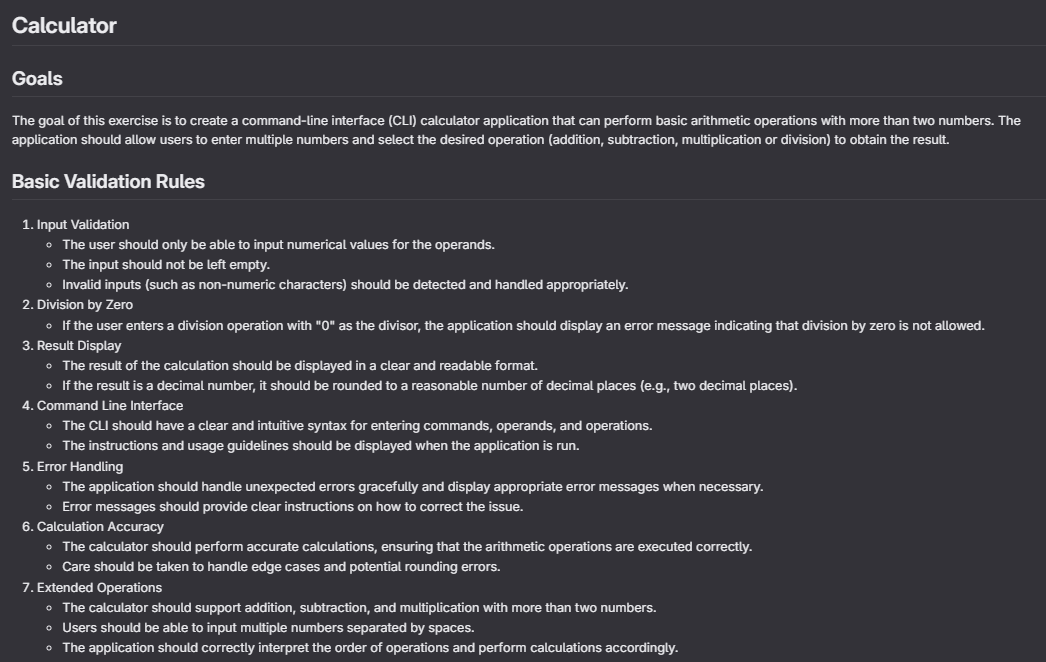 Calculator
Goals
The goal of this exercise is to create a command-line interface (CLI) calculator application that can perform basic arithmetic operations with more than two numbers. The
application should allow users to enter multiple numbers and select the desired operation (addition, subtraction, multiplication or division) to obtain the result.
Basic Validation Rules
1. Input Validation
◦ The user should only be able to input numerical values for the operands.
◦ The input should not be left empty.
◦ Invalid inputs (such as non-numeric characters) should be detected and handled appropriately.
2. Division by Zero
◦ If the user enters a division operation with "0" as the divisor, the application should display an error message indicating that division by zero is not allowed.
3. Result Display
◦ The result of the calculation should be displayed in a clear and readable format.
◦ If the result is a decimal number, it should be rounded to a reasonable number of decimal places (e.g., two decimal places).
4. Command Line Interface
◦ The CLI should have a clear and intuitive syntax for entering commands, operands, and operations.
◦ The instructions and usage guidelines should be displayed when the application is run.
5. Error Handling
◦ The application should handle unexpected errors gracefully and display appropriate error messages when necessary.
◦ Error messages should provide clear instructions on how to correct the issue.
6. Calculation Accuracy
◦ The calculator should perform accurate calculations, ensuring that the arithmetic operations are executed correctly.
◦ Care should be taken to handle edge cases and potential rounding errors.
7. Extended Operations
◦ The calculator should support addition, subtraction, and multiplication with more than two numbers.
◦ Users should be able to input multiple numbers separated by spaces.
◦ The application should correctly interpret the order of operations and perform calculations accordingly.